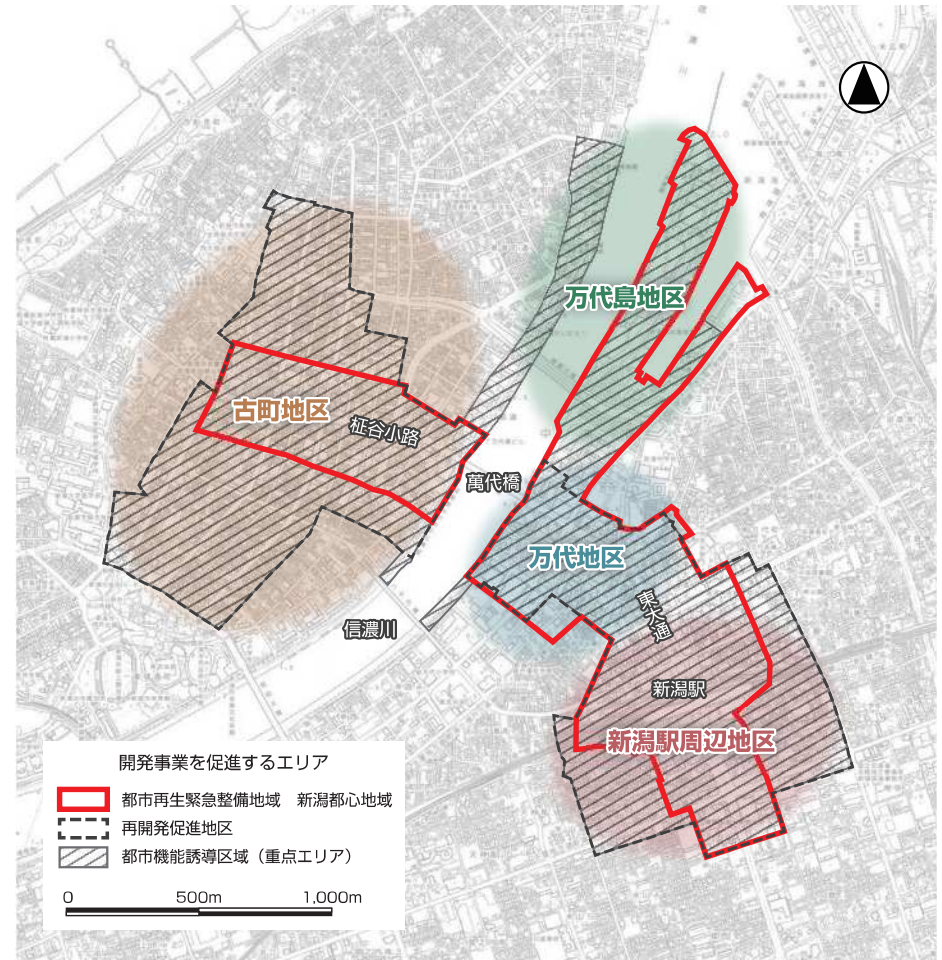 万代島地区
古町地区
柾谷小路
萬代橋
万代地区
東大通
信濃川
新潟駅
新潟駅周辺地区
開発事業を促進するエリア
都市再生緊急整備地域　新潟都心地域
再開発促進地区
都市機能誘導区域（重点エリア）
0 500m 1,000m